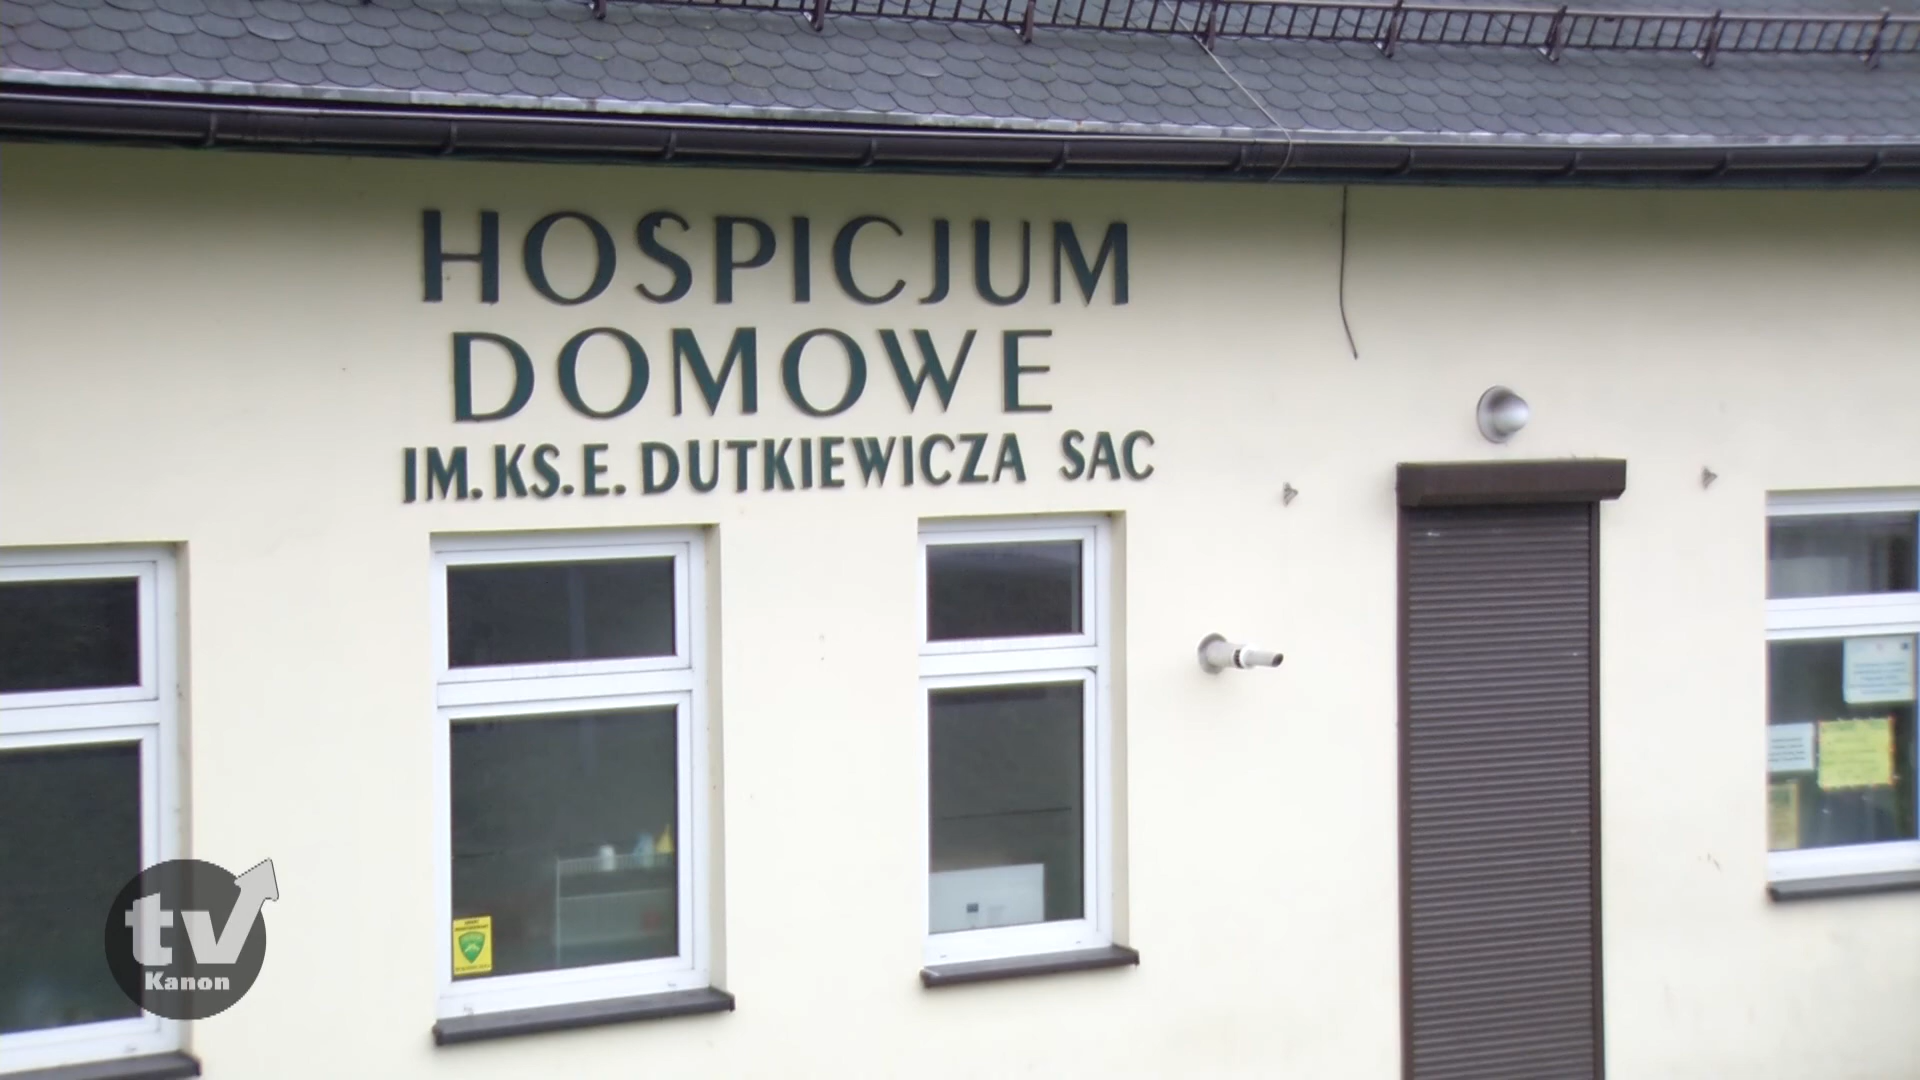 HOSPICJUM
DOMOWE
IM. KS. E. DUTKIEWICZA SAC
tv
Kanon